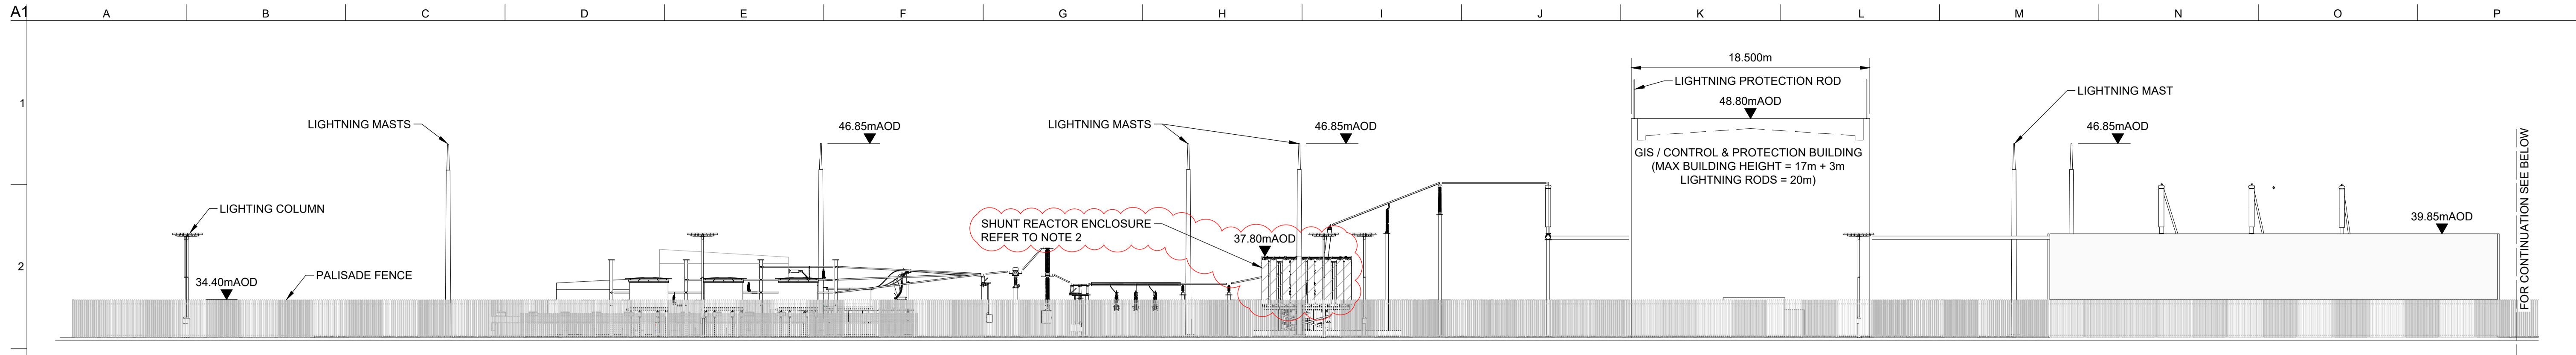 A1
A B C D E F G H I J K L M N O P
1
2
18.500m
LIGHTNING PROTECTION ROD
48.80mAOD
LIGHTNING MAST
LIGHTNING MASTS
46.85mAOD
LIGHTNING MASTS
46.85mAOD
46.85mAOD
GIS / CONTROL & PROTECTION BUILDING
(MAX BUILDING HEIGHT = 17m + 3m
LIGHTNING RODS = 20m)
LIGHTING COLUMN
SHUNT REACTOR ENCLOSURE
REFER TO NOTE 2
37.80mAOD
39.85mAOD
PALISADE FENCE
34.40mAOD
FOR CONTINUATION SEE BELOW